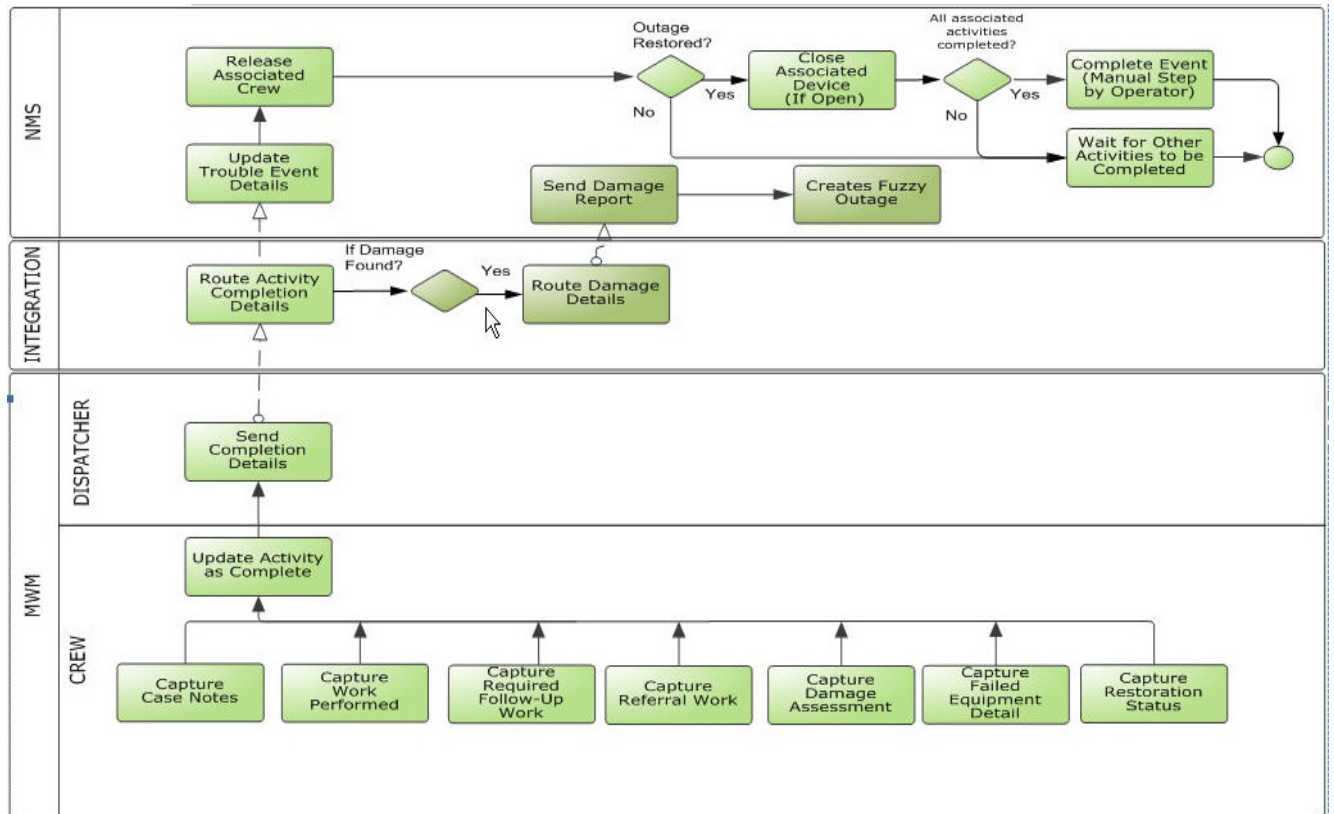 NMS
Release
Associated
Crew
Outage
Restored?
Yes
No
Close
Associated
Device
(If Open)
All associated
activities
completed?
Yes
No
Complete Event
(Manual Step
by Operator)
Update
Trouble Event
Details
Send Damage
Report
Creates Fuzzy
Outage
Wait for Other
Activities to be
Completed
INTEGRATION
Route Activity
Completion
Details
If Damage
Found?
Yes
Route Damage
Details
MWM
DISPATCHER
Send
Completion
Details
CREW
Update Activity
as Complete
Capture
Case Notes
Capture
Work
Performed
Capture
Required
Follow-Up
Work
Capture
Referral Work
Capture
Damage
Assessment
Capture
Failed
Equipment
Detail
Capture
Restoration
Status